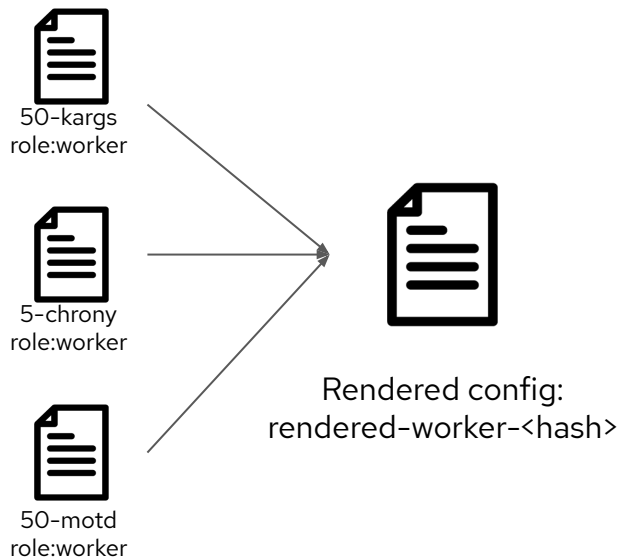 50-kargs
role:worker
5-chrony
role:worker
50-motd
role:worker
Rendered config:
rendered-worker-<hash>